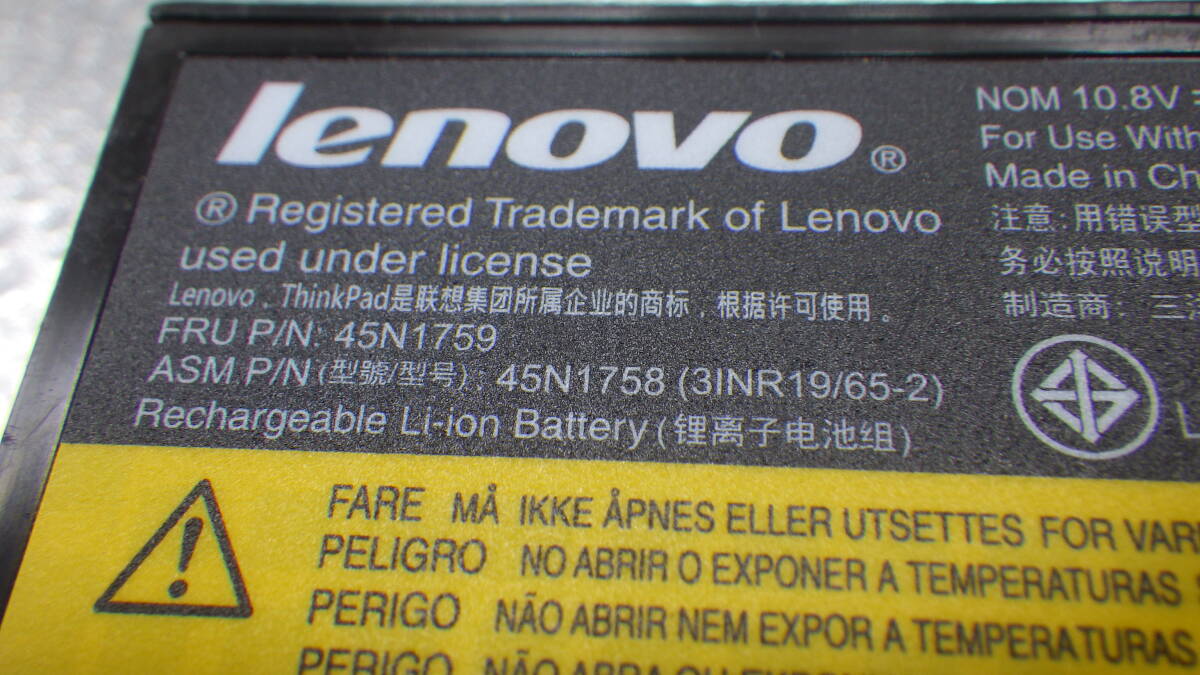 lenovo®
® Registered Trademark of Lenovo
used under license
Lenovo，ThinkPad是联想集团所属企业的商标，根据许可使用。
FRU P/N: 45N1759
ASM P/N(型號/型号): 45N1758 (3INR19/65-2)
Rechargeable Li-ion Battery(锂离子电池组)
NOM 10.8V
For Use With
Made in Ch
注意:用错误型
务必按照说明
制造商: 三
FARE MÅ IKKE ÅPNES ELLER UTSETTES FOR VAR
PELIGRO NO ABRIR O EXPONER A TEMPERATURAS
PERIGO NÃO ABRIR NEM EXPOR A TEMPERATURAS
PERIGO NÃO ABRA OU EXPON